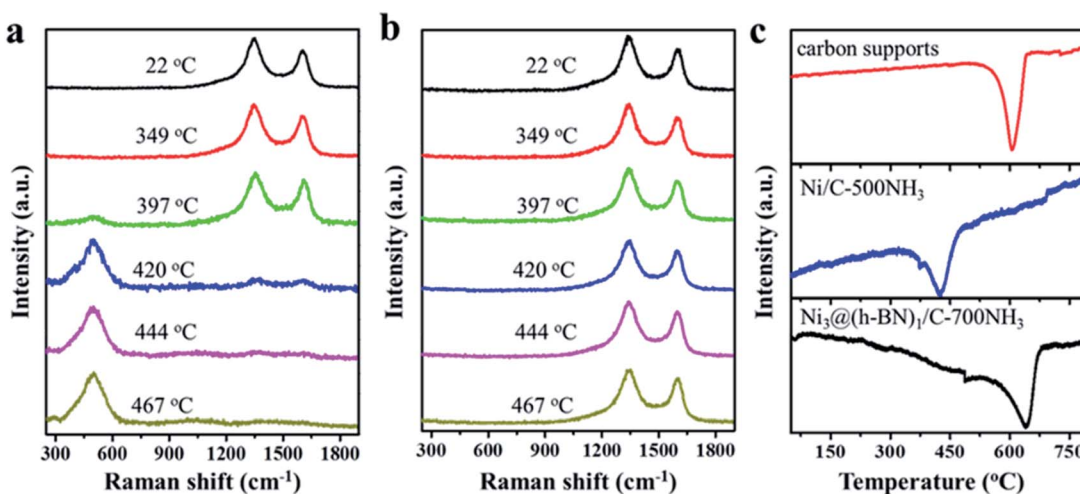 a
22 °C
349 °C
397 °C
420 °C
444 °C
467 °C
Intensity (a.u.)
300 600 900 1200 1500 1800
Raman shift (cm⁻¹)
b
22 °C
349 °C
397 °C
420 °C
444 °C
467 °C
Intensity (a.u.)
300 600 900 1200 1500 1800
Raman shift (cm⁻¹)
c
carbon supports
Ni/C-500NH₃
Ni₃@(h-BN)₁/C-700NH₃
Intensity (a.u.)
150 300 450 600 750
Temperature (°C)